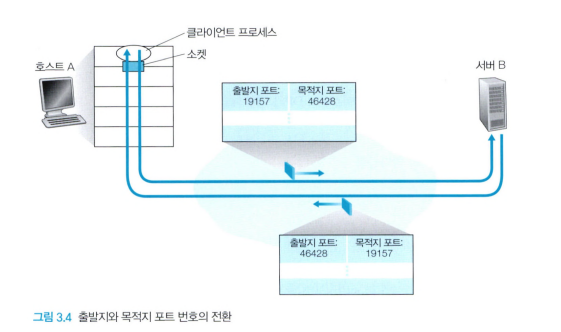 클라이언트 프로세스
소켓
호스트 A
서버 B
출발지 포트: 목적지 포트:
19157 46428
출발지 포트: 목적지 포트:
46428 19157
그림 3.4 출발지와 목적지 포트 번호의 전환